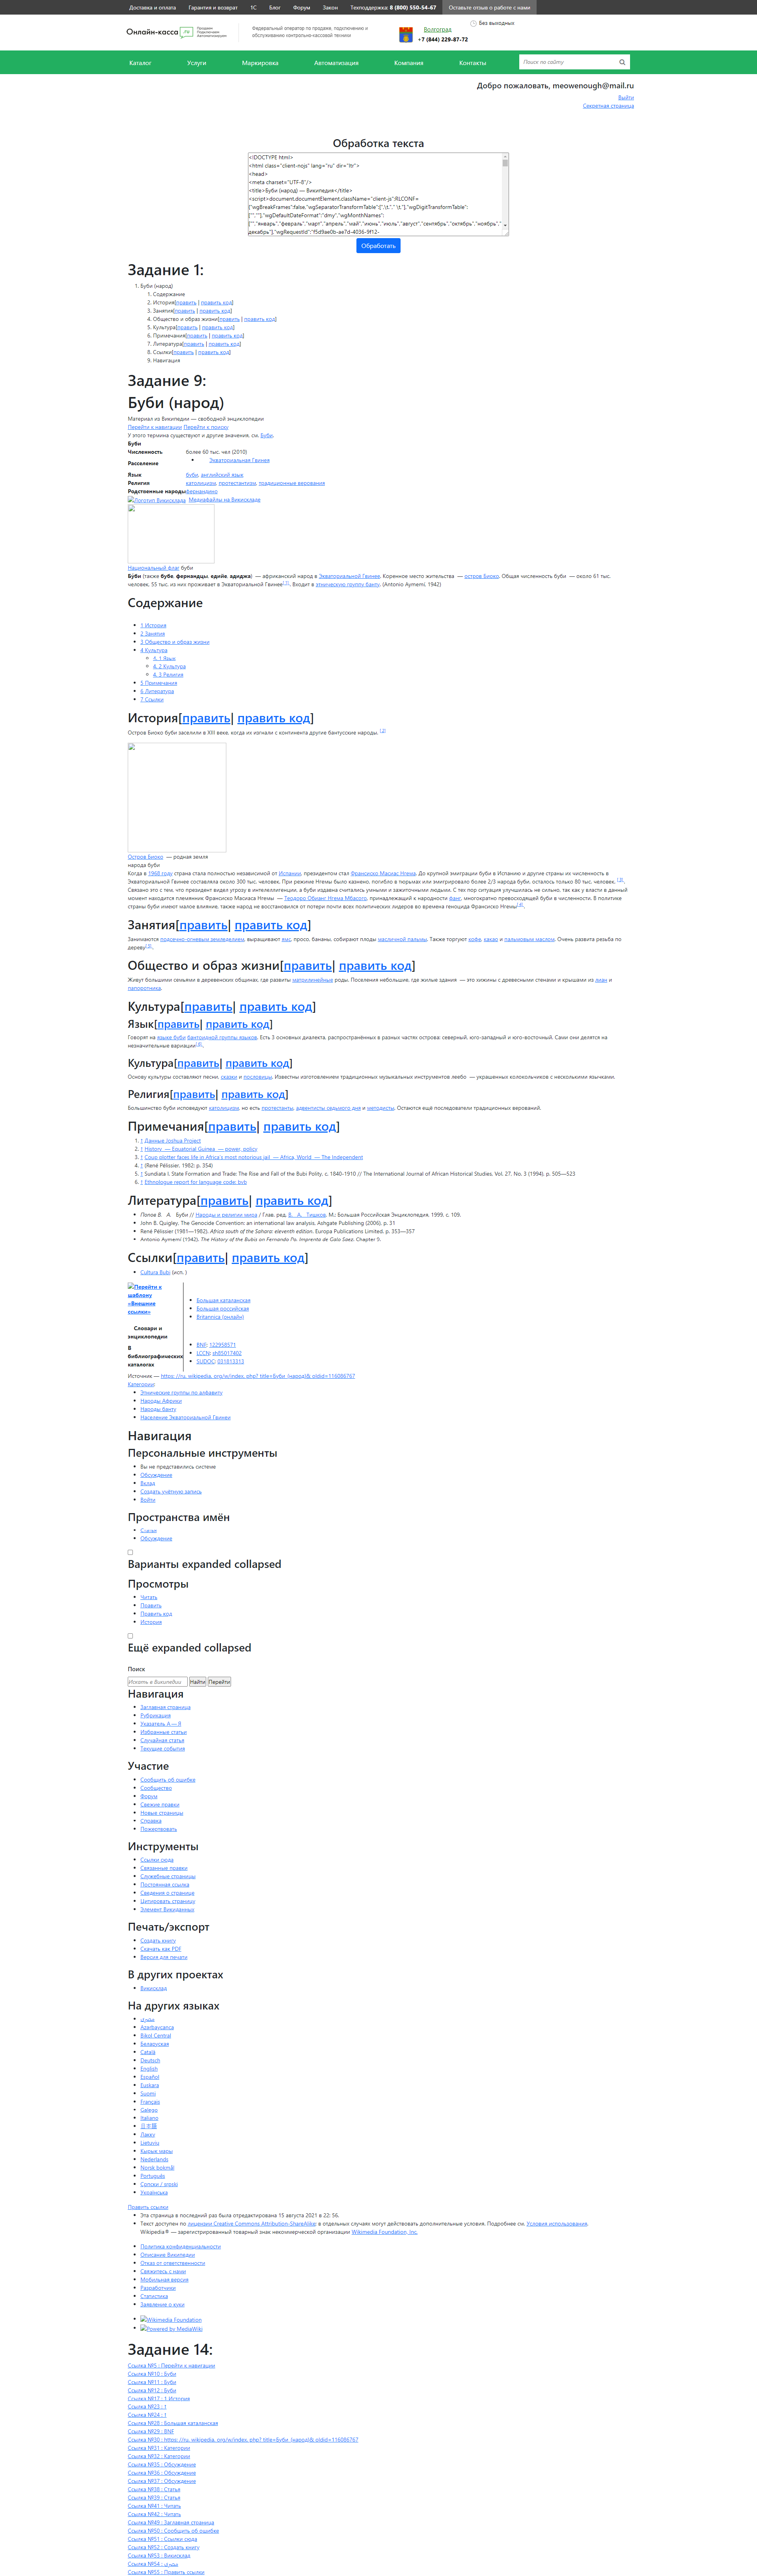 Доставка и оплата Гарантия и возврат 1С Блог Форум Закон Техподдержка: 8 (800) 550-54-67 Оставьте отзыв о работе с нами
Онлайн-касса .ру Продаем Подключаем Автоматизируем
Федеральный оператор по продаже, подключению и обслуживанию контрольно-кассовой техники
Волгоград
+7 (844) 229-87-72
Без выходных
Каталог Услуги Маркировка Автоматизация Компания Контакты Поиск по сайту
Добро пожаловать, meowenough@mail.ru
Выйти
Секретная страница
Обработка текста
<!DOCTYPE html>
<html class="client-nojs" lang="ru" dir="ltr">
<head>
<meta charset="UTF-8"/>
<title>Буби (народ) — Википедия</title>
<script>document.documentElement.className="client-js";RLCONF=
{"wgBreakFrames":false,"wgSeparatorTransformTable":[",\t."," \t,"],"wgDigitTransformTable":
["",""],"wgDefaultDateFormat":"dmy","wgMonthNames":
["","январь","февраль","март","апрель","май","июнь","июль","август","сентябрь","октябрь","ноябрь","
декабрь"],"wgRequestId":"f5d9ae0b-ae7d-4036-9f12-
Обработать
Задание 1:
1. Буби (народ)
1. Содержание
2. История[править | править код]
3. Занятия[править | править код]
4. Общество и образ жизни[править | править код]
5. Культура[править | править код]
6. Примечания[править | править код]
7. Литература[править | править код]
8. Ссылки[править | править код]
9. Навигация
Задание 9:
Буби (народ)
Материал из Википедии — свободной энциклопедии
Перейти к навигации Перейти к поиску
У этого термина существуют и другие значения, см. Буби.
Буби
Численность более 60 тыс. чел (2010)
Расселение Экваториальная Гвинея
Язык буби, английский язык
Религия католицизм, протестантизм, традиционные верования
Родственные народы фернандино
Логотип Викисклада Медиафайлы на Викискладе
Национальный флаг буби
Буби (также бубе, фернандцы, єдийе, адиджа) — африканский народ в Экваториальной Гвинее. Коренное место жительства — остров Биоко. Общая численность буби — около 61 тыс.
человек, 55 тыс. из них проживает в Экваториальной Гвинее[1]. Входит в этническую группу банту. (Antonio Aymemí, 1942)
Содержание
1 История
2 Занятия
3 Общество и образ жизни
4 Культура
4. 1 Язык
4. 2 Культура
4. 3 Религия
5 Примечания
6 Литература
7 Ссылки
История[править| править код]
Остров Биоко буби заселили в XIII веке, когда их изгнали с континента другие бантуские народы. [2]
Остров Биоко — родная земля
народа буби
Когда в 1968 году страна стала полностью независимой от Испании, президентом стал Франсиско Масиас Нгема. До крупной эмиграции буби в Испанию и другие страны их численность в
Экваториальной Гвинее составляла около 300 тыс. человек. При режиме Нгемы было казнено, погибло в тюрьмах или эмигрировало более 2/3 народа буби, осталось только 80 тыс. человек. [3].
Связано это с тем, что президент видел угрозу в интеллигенции, а буби издавна считались умными и зажиточными людьми. С тех пор ситуация улучшилась не сильно, так как у власти на данный
момент находится племянник Франсиско Масиаса Нгемы — Теодоро Обианг Нгема Мбасого, принадлежащий к народности фанг, многократно превосходящей буби в численности. В политике
страны буби имеют малое влияние, также народ не восстановился от потери почти всех политических лидеров во времена геноцида Франсиско Нгемы[4].
Занятия[править| править код]
Занимаются подсечно-огневым земледелием, выращивают ямс, просо, бананы, собирают плоды масличной пальмы. Также торгуют кофе, какао и пальмовым маслом. Очень развита резьба по
дереву[5].
Общество и образ жизни[править| править код]
Живут большими семьями в деревенских общинах, где развиты матрилинейные роды. Поселения небольшие, где жилые здания — это хижины с древесными стенами и крышами из лиан и
папоротника.
Культура[править| править код]
Язык[править| править код]
Говорят на языке буби бантоидной группы языков. Есть 3 основных диалекта, распространённых в разных частях острова: северный, юго-западный и юго-восточный. Сами они делятся на
незначительные вариации[6].
Культура[править| править код]
Основу культуры составляют песни, сказки и пословицы. Известны изготовлением традиционных музыкальных инструментов леебо — украшенных колокольчиков с несколькими язычками.
Религия[править| править код]
Большинство буби исповедуют католицизм, но есть протестанты, адвентисты седьмого дня и методисты. Остаются ещё последователи традиционных верований.
Примечания[править| править код]
1. ↑ Данные Joshua Project
2. ↑ History — Equatorial Guinea — power, policy
3. ↑ Coup plotter faces life in Africa's most notorious jail — Africa, World — The Independent
4. ↑ (René Pélissier, 1982: p. 354)
5. ↑ Sundiata I. State Formation and Trade: The Rise and Fall of the Bubi Polity, c. 1840-1910 // The International Journal of African Historical Studies, Vol. 27, No. 3 (1994), p. 505—523
6. ↑ Ethnologue report for language code: bvb
Литература[править| править код]
Попов В. А. Буби // Народы и религии мира / Глав. ред. В. А. Тишков. М.: Большая Российская Энциклопедия, 1999. с. 109.
John B. Quigley. The Genocide Convention: an international law analysis. Ashgate Publishing (2006), p. 31
René Pélissier (1981—1982). Africa south of the Sahara: eleventh edition. Europa Publications Limited, p. 353—357
Antonio Aymemí (1942). The History of the Bubis on Fernando Po. Imprenta de Galo Saez. Chapter 9.
Ссылки[править| править код]
Cultura Bubi (исп. )
Перейти к шаблону «Внешние ссылки»
Словари и энциклопедии
Большая каталанская
Большая российская
Britannica (онлайн)
В библиографических каталогах
BNF: 122958571
LCCN: sh85017402
SUDOC: 031813313
Источник — https: //ru. wikipedia. org/w/index. php? title=Буби_(народ)& oldid=116086767
Категории:
Этнические группы по алфавиту
Народы Африки
Народы банту
Население Экваториальной Гвинеи
Навигация
Персональные инструменты
Вы не представились системе
Обсуждение
Вклад
Создать учётную запись
Войти
Пространства имён
Статья
Обсуждение
Варианты expanded collapsed
Просмотры
Читать
Править
Править код
История
Ещё expanded collapsed
Поиск
Искать в Википедии Найти Перейти
Навигация
Заглавная страница
Рубрикация
Указатель А — Я
Избранные статьи
Случайная статья
Текущие события
Участие
Сообщить об ошибке
Сообщество
Форум
Свежие правки
Новые страницы
Справка
Пожертвовать
Инструменты
Ссылки сюда
Связанные правки
Служебные страницы
Постоянная ссылка
Сведения о странице
Цитировать страницу
Элемент Викиданных
Печать/экспорт
Создать книгу
Скачать как PDF
Версия для печати
В других проектах
Викисклад
На других языках
مصرى
Azərbaycanca
Bikol Central
Беларуская
Català
Deutsch
English
Español
Euskara
Suomi
Français
Galego
Italiano
日本語
Лакку
Lietuvių
Кырык мары
Nederlands
Norsk bokmål
Português
Српски / srpski
Українська
Править ссылки
Эта страница в последний раз была отредактирована 15 августа 2021 в 22: 56.
Текст доступен по лицензии Creative Commons Attribution-ShareAlike; в отдельных случаях могут действовать дополнительные условия. Подробнее см. Условия использования.
Wikipedia® — зарегистрированный товарный знак некоммерческой организации Wikimedia Foundation, Inc.
Политика конфиденциальности
Описание Википедии
Отказ от ответственности
Свяжитесь с нами
Мобильная версия
Разработчики
Статистика
Заявление о куки
Wikimedia Foundation
Powered by MediaWiki
Задание 14:
Ссылка №5 : Перейти к навигации
Ссылка №10 : Буби
Ссылка №11 : Буби
Ссылка №12 : Буби
Ссылка №17 : 1 История
Ссылка №23 : 1
Ссылка №24 : 1
Ссылка №28 : Большая каталанская
Ссылка №29 : BNF
Ссылка №30 : https: //ru. wikipedia. org/w/index. php? title=Буби_(народ)& oldid=116086767
Ссылка №31 : Категории
Ссылка №32 : Категории
Ссылка №35 : Обсуждение
Ссылка №36 : Обсуждение
Ссылка №37 : Обсуждение
Ссылка №38 : Статья
Ссылка №39 : Статья
Ссылка №41 : Читать
Ссылка №42 : Читать
Ссылка №49 : Заглавная страница
Ссылка №50 : Сообщить об ошибке
Ссылка №51 : Ссылки сюда
Ссылка №52 : Создать книгу
Ссылка №53 : Викисклад
Ссылка №54 : مصرى
Ссылка №55 : Править ссылки